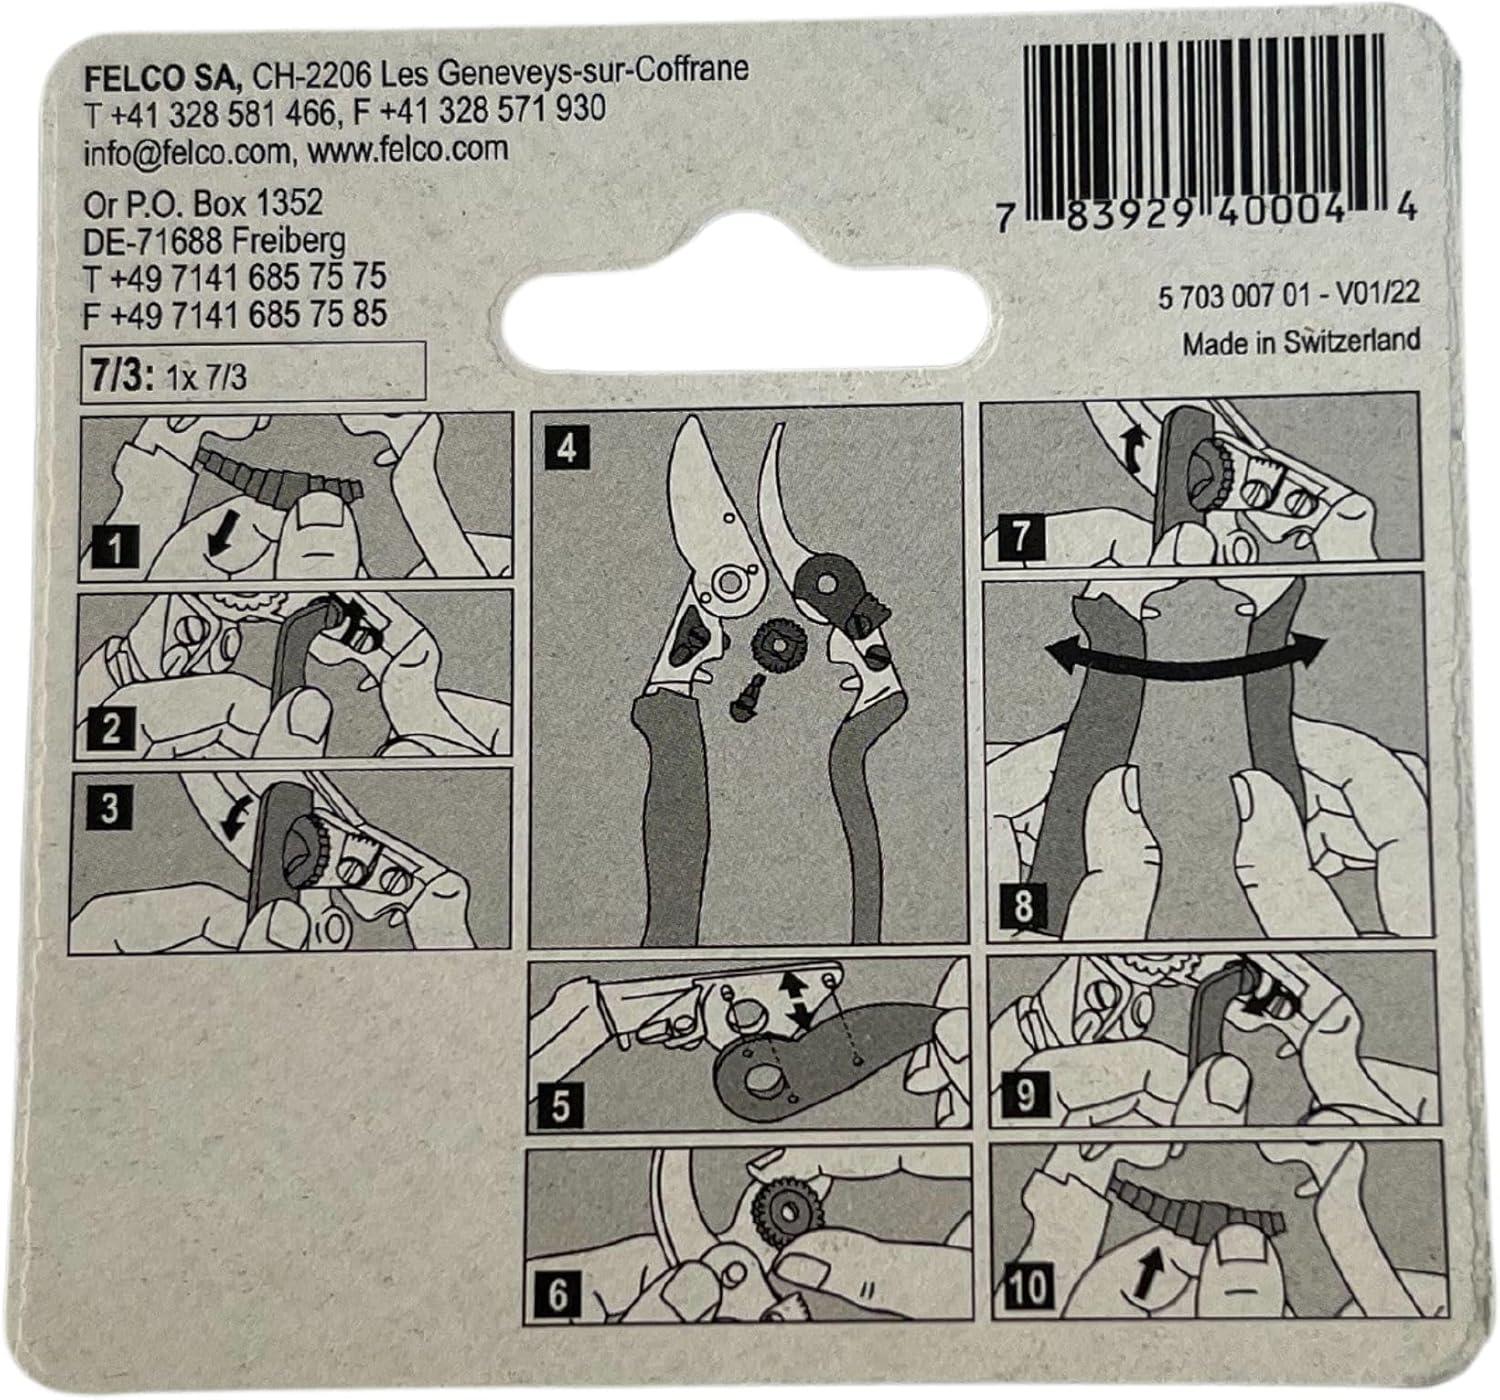 FELCO SA, CH-2206 Les Geneveys-sur-Coffrane
T +41 328 581 466, F +41 328 571 930
info@felco.com, www.felco.com
Or P.O. Box 1352
DE-71688 Freiberg
T +49 7141 685 75 75
F +49 7141 685 75 85
7/3: 1x 7/3
7 83929 40004 4
5 703 007 01 - V01/22
Made in Switzerland
1
2
3
4
5
6
7
8
9
10